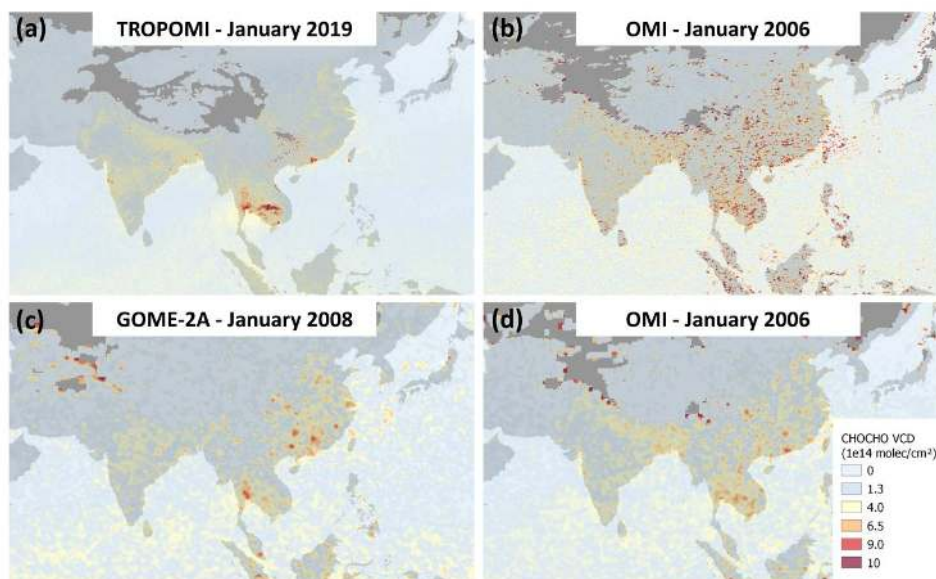 (a) TROPOMI - January 2019
(b) OMI - January 2006
(c) GOME-2A - January 2008
(d) OMI - January 2006
CHOCHO VCD
(1e14 molec/cm²)
0
1.3
4.0
6.5
9.0
10